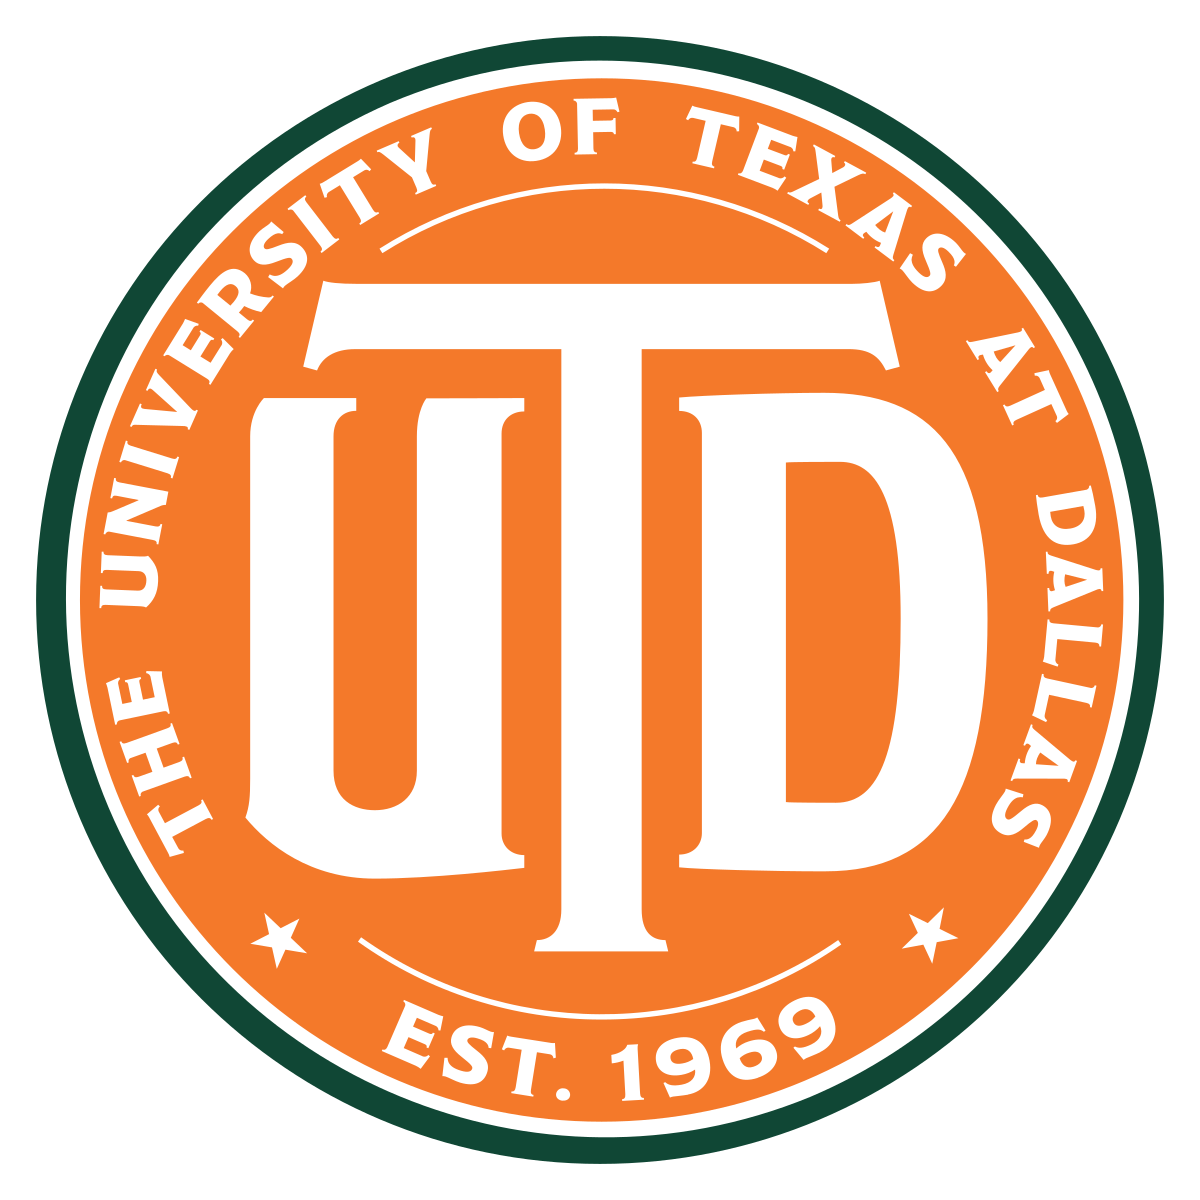 THE UNIVERSITY OF TEXAS AT DALLAS
UTD
EST. 1969